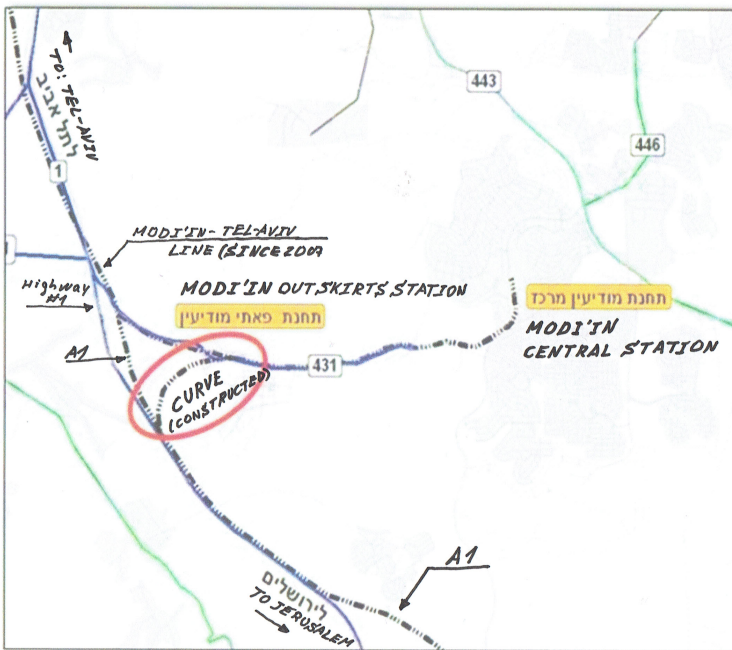 TO: TEL-AVIV
לתל אביב
443
446
1
MODI'IN- TEL-AVIV
LINE (SINCE 2007)
Highway
#1
MODI'IN OUTSKIRTS STATION
תחנת פאתי מודיעין
תחנת מודיעין מרכז
MODI'IN
CENTRAL STATION
A1
431
CURVE
(CONSTRUCTED)
A1
לירושלים
TO JERUSALEM